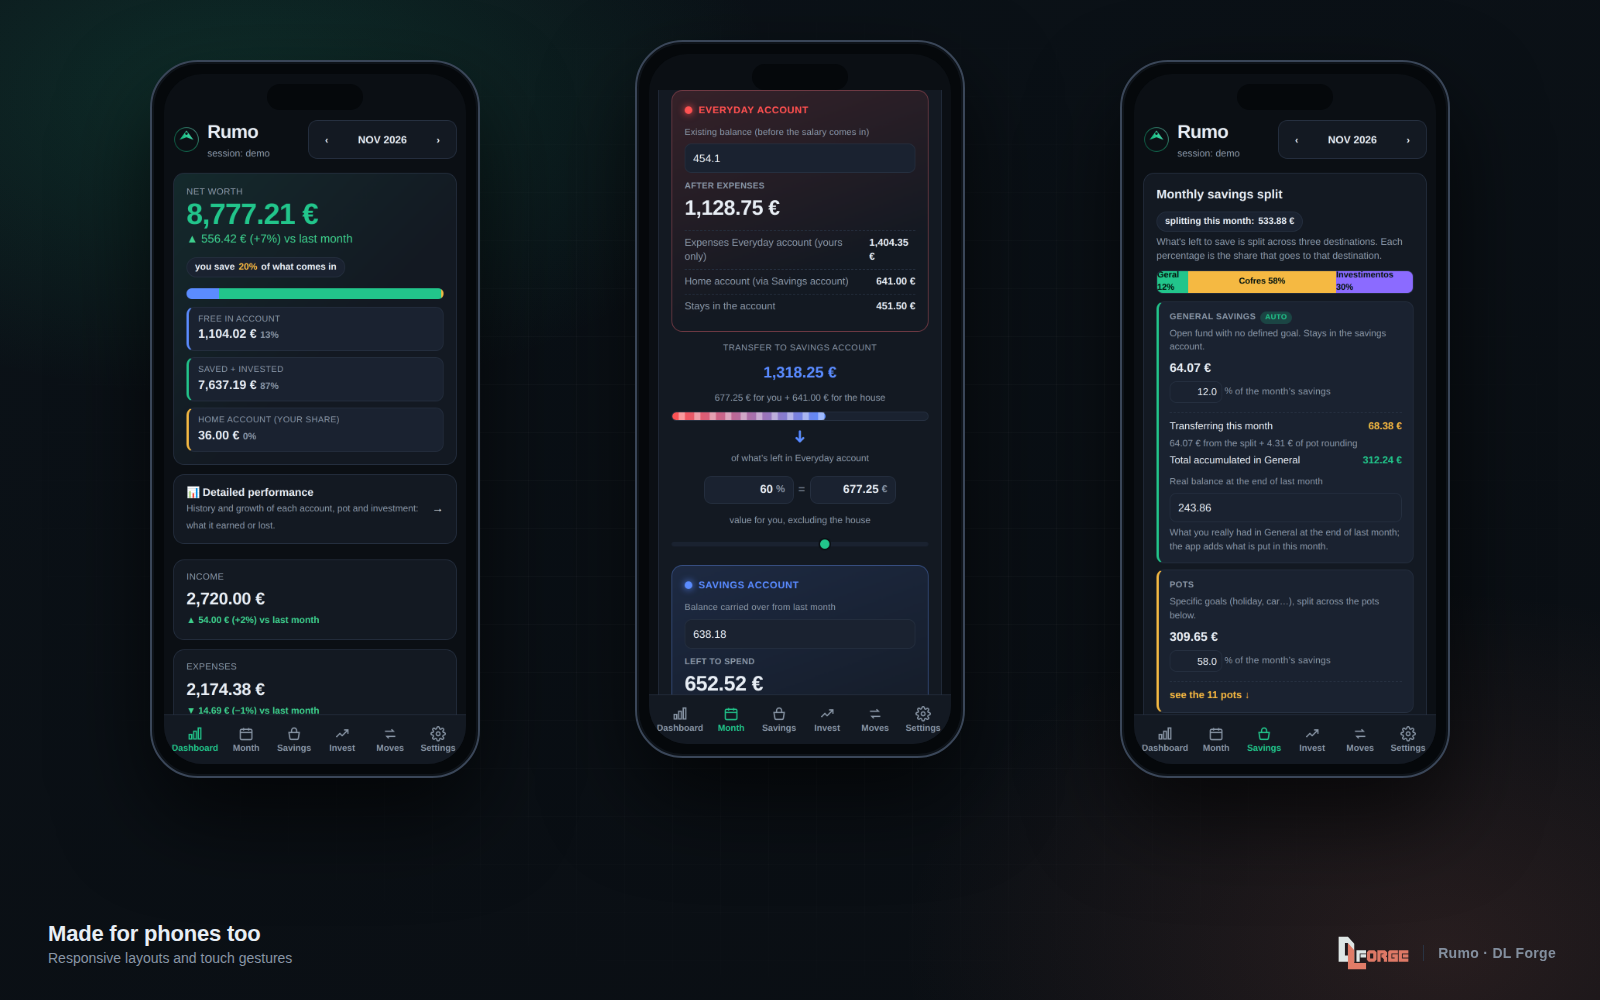 Rumo
session: demo
‹ NOV 2026 ›
NET WORTH
8,777.21 €
▲ 556.42 € (+7%) vs last month
you save 20% of what comes in
FREE IN ACCOUNT
1,104.02 € 13%
SAVED + INVESTED
7,637.19 € 87%
HOME ACCOUNT (YOUR SHARE)
36.00 € 0%
Detailed performance
History and growth of each account, pot and investment:
what it earned or lost.
→
INCOME
2,720.00 €
▲ 54.00 € (+2%) vs last month
EXPENSES
2,174.38 €
▼ 14.69 € (−1%) vs last month
Dashboard Month Savings Invest Moves Settings
EVERYDAY ACCOUNT
Existing balance (before the salary comes in)
454.1
AFTER EXPENSES
1,128.75 €
Expenses Everyday account (yours only) 1,404.35 €
Home account (via Savings account) 641.00 €
Stays in the account 451.50 €
TRANSFER TO SAVINGS ACCOUNT
1,318.25 €
677.25 € for you + 641.00 € for the house
of what's left in Everyday account
60 % = 677.25 €
value for you, excluding the house
SAVINGS ACCOUNT
Balance carried over from last month
638.18
LEFT TO SPEND
652.52 €
Dashboard Month Savings Invest Moves Settings
Rumo
session: demo
‹ NOV 2026 ›
Monthly savings split
splitting this month: 533.88 €
What's left to save is split across three destinations. Each
percentage is the share that goes to that destination.
Geral 12%
Cofres 58%
Investimentos 30%
GENERAL SAVINGS AUTO
Open fund with no defined goal. Stays in the savings
account.
64.07 €
12.0 % of the month's savings
Transferring this month 68.38 €
64.07 € from the split + 4.31 € of pot rounding
Total accumulated in General 312.24 €
Real balance at the end of last month
243.86
What you really had in General at the end of last month;
the app adds what is put in this month.
POTS
Specific goals (holiday, car…), split across the pots
below.
309.65 €
58.0 % of the month's savings
see the 11 pots ↓
Dashboard Month Savings Invest Moves Settings
Made for phones too
Responsive layouts and touch gestures
DL FORGE
Rumo · DL Forge